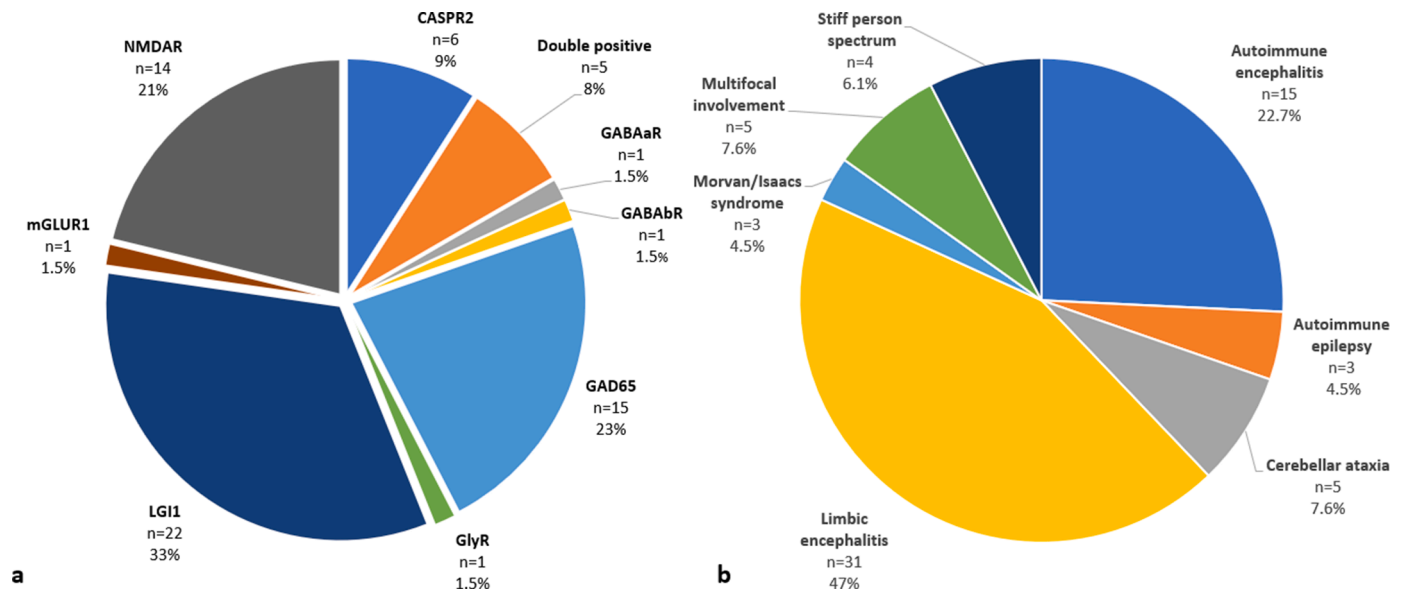 CASPR2
n=6
9%
Double positive
n=5
8%
GABAaR
n=1
1.5%
GABAbR
n=1
1.5%
GAD65
n=15
23%
GlyR
n=1
1.5%
LGI1
n=22
33%
mGLUR1
n=1
1.5%
NMDAR
n=14
21%
a
Autoimmune
encephalitis
n=15
22.7%
Autoimmune
epilepsy
n=3
4.5%
Cerebellar ataxia
n=5
7.6%
Limbic
encephalitis
n=31
47%
Morvan/Isaacs
syndrome
n=3
4.5%
Multifocal
involvement
n=5
7.6%
Stiff person
spectrum
n=4
6.1%
b